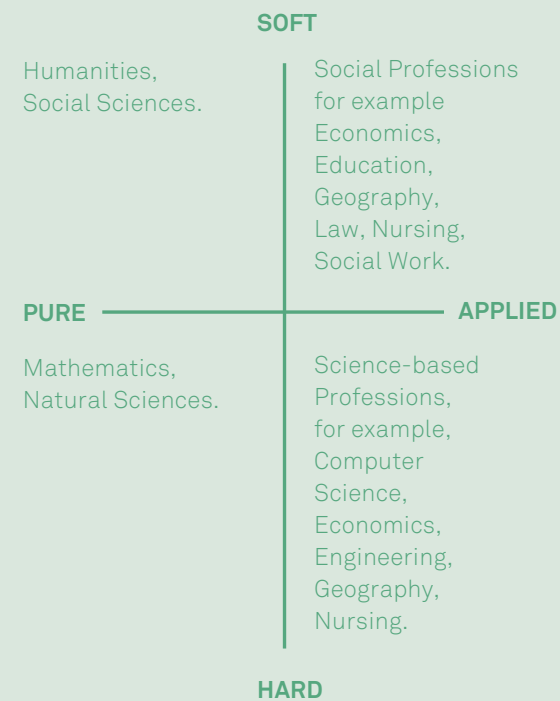 SOFT
Humanities,
Social Sciences.
Social Professions
for example
Economics,
Education,
Geography,
Law, Nursing,
Social Work.
PURE
APPLIED
Mathematics,
Natural Sciences.
Science-based
Professions,
for example,
Computer
Science,
Economics,
Engineering,
Geography,
Nursing.
HARD